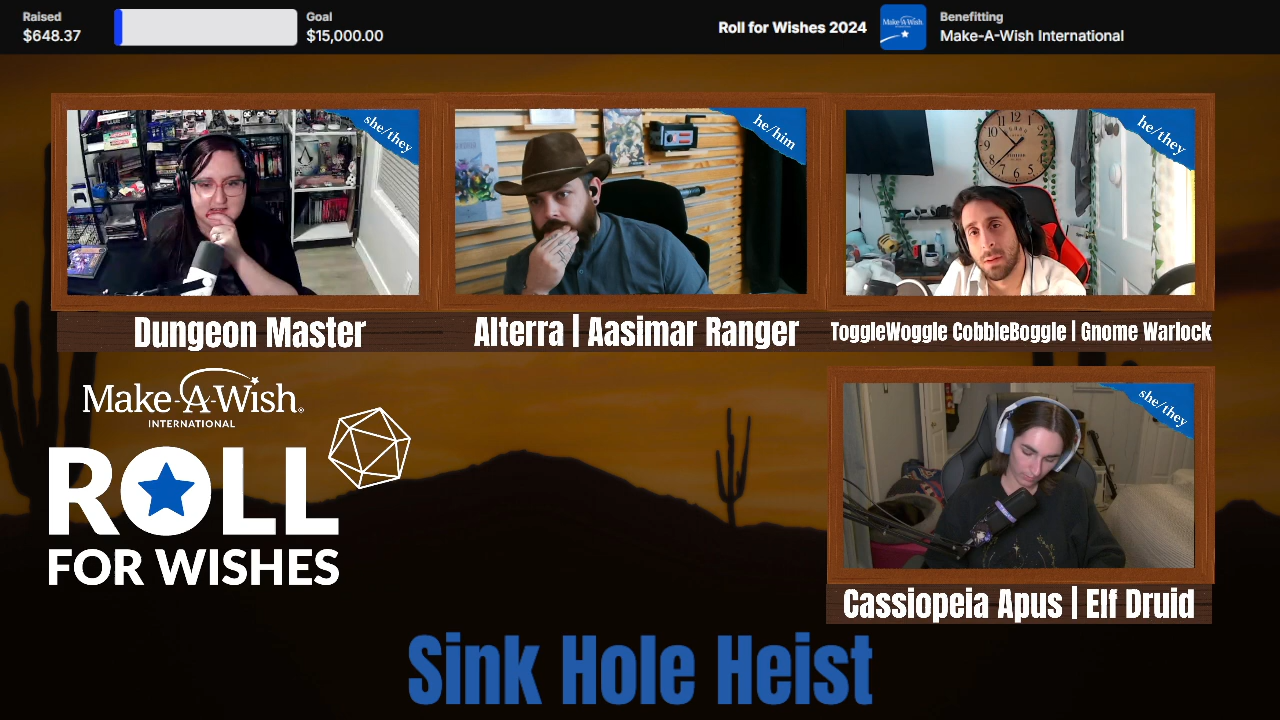 Raised
$648.37
Goal
$15,000.00
Roll for Wishes 2024
Make-A-Wish
Benefitting
Make-A-Wish International
she/they
he/him
he/they
Dungeon Master
Alterra | Aasimar Ranger
ToggleWoggle CobbleBoggle | Gnome Warlock
Make-A-Wish®
INTERNATIONAL
ROLL
FOR WISHES
she/they
Cassiopeia Apus | Elf Druid
Sink Hole Heist